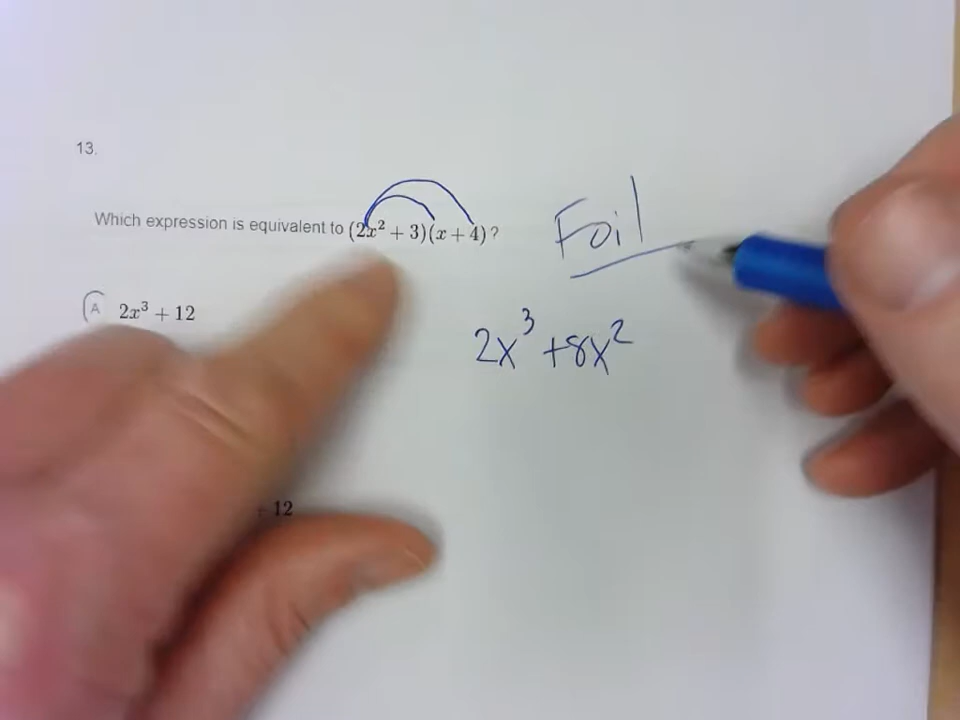 13.
Which expression is equivalent to (2x² + 3)(x + 4)?
Foil
A 2x³ + 12
2x³ + 8x²
+ 12